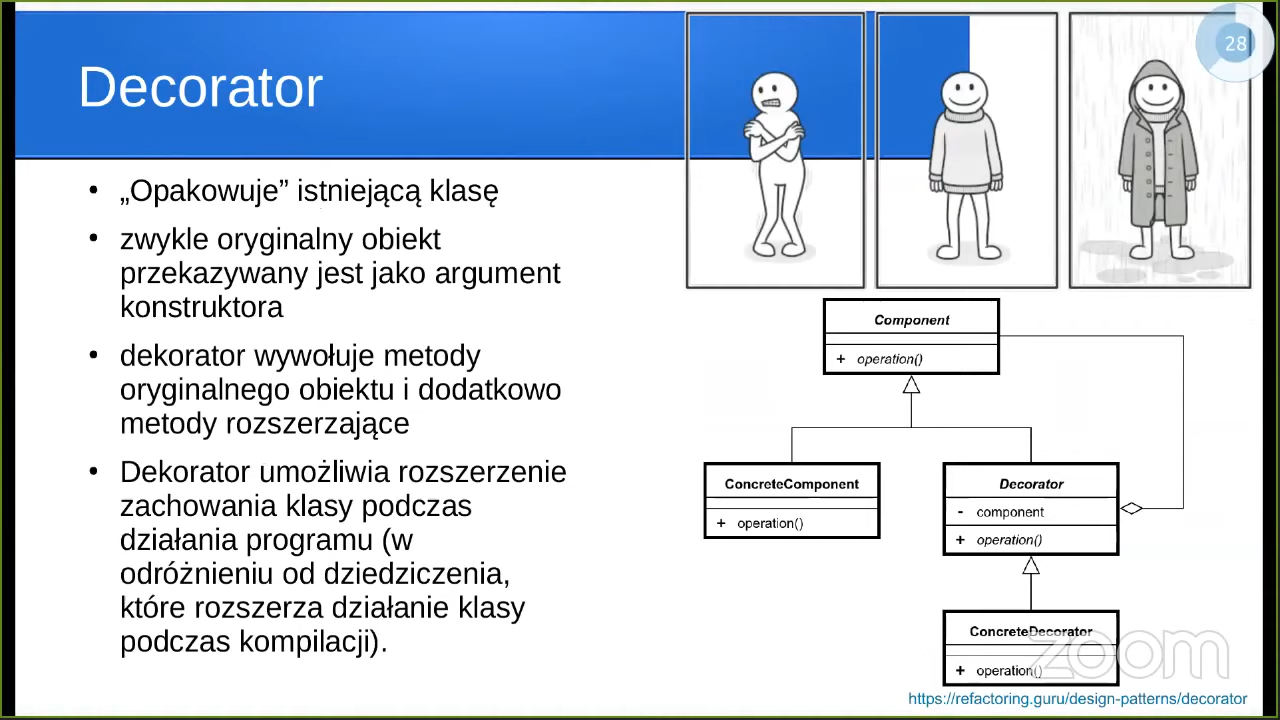 Decorator
28
• „Opakowuje” istniejącą klasę
• zwykle oryginalny obiekt
przekazywany jest jako argument
konstruktora
• dekorator wywołuje metody
oryginalnego obiektu i dodatkowo
metody rozszerzające
• Dekorator umożliwia rozszerzenie
zachowania klasy podczas
działania programu (w
odróżnieniu od dziedziczenia,
które rozszerza działanie klasy
podczas kompilacji).
Component
+ operation()
ConcreteComponent
+ operation()
Decorator
- component
+ operation()
ConcreteDecorator
+ operation()
zoom
https://refactoring.guru/design-patterns/decorator